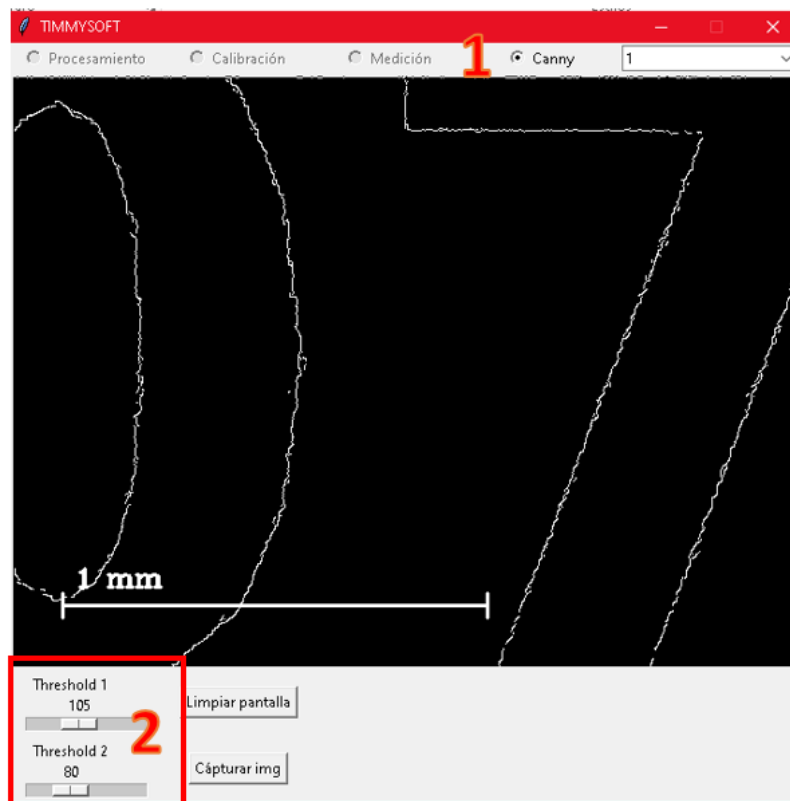 TIMMYSOFT
Procesamiento Calibración Medición 1 Canny 1
1 mm
Threshold 1
105
Limpiar pantalla
2
Threshold 2
80
Cápturar img